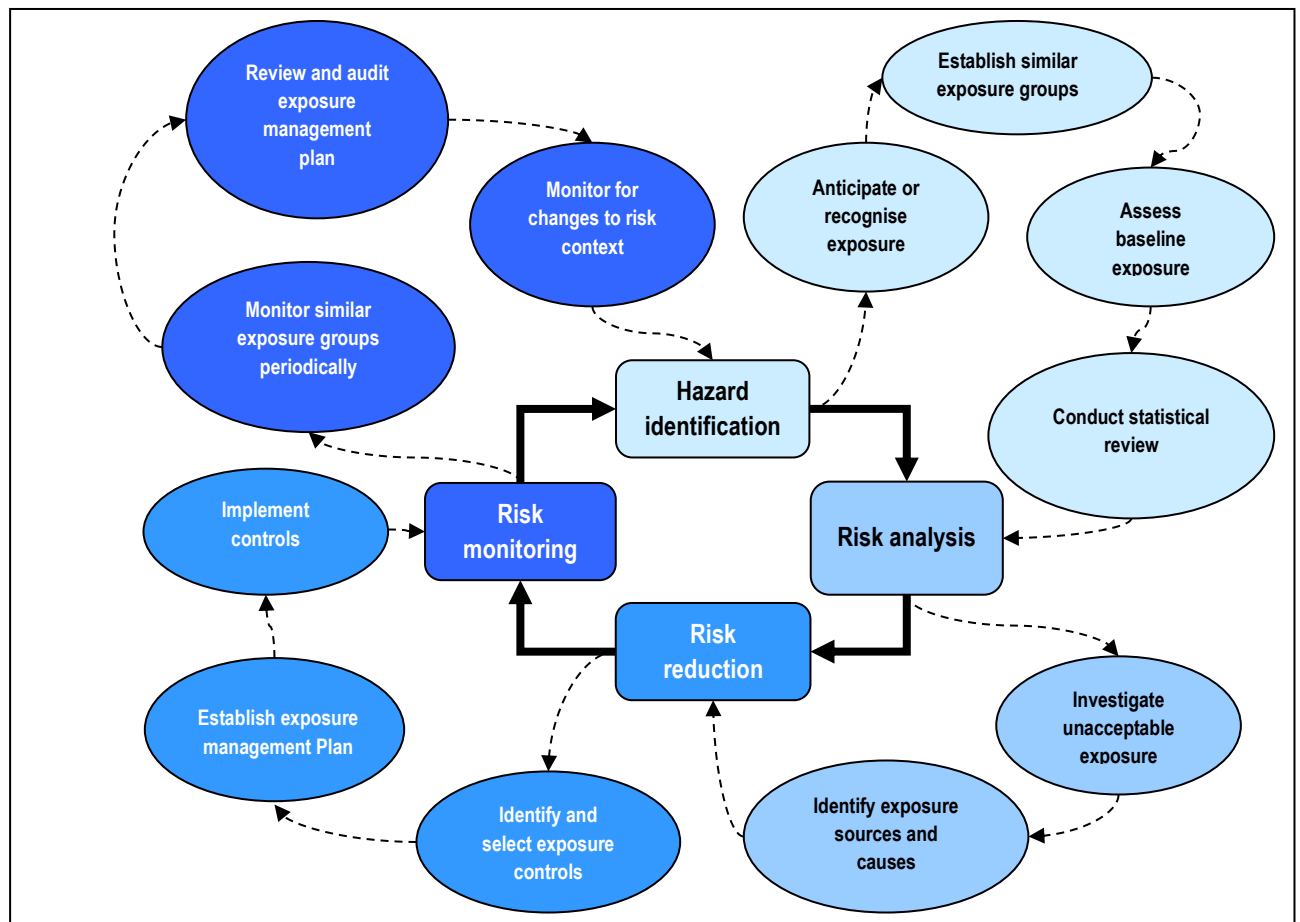 Review and audit
exposure
management
plan
Establish similar
exposure groups
Monitor for
changes to risk
context
Anticipate or
recognise
exposure
Assess
baseline
exposure
Monitor similar
exposure groups
periodically
Hazard
identification
Conduct statistical
review
Implement
controls
Risk
monitoring
Risk analysis
Risk
reduction
Establish exposure
management Plan
Investigate
unacceptable
exposure
Identify and
select exposure
controls
Identify exposure
sources and
causes